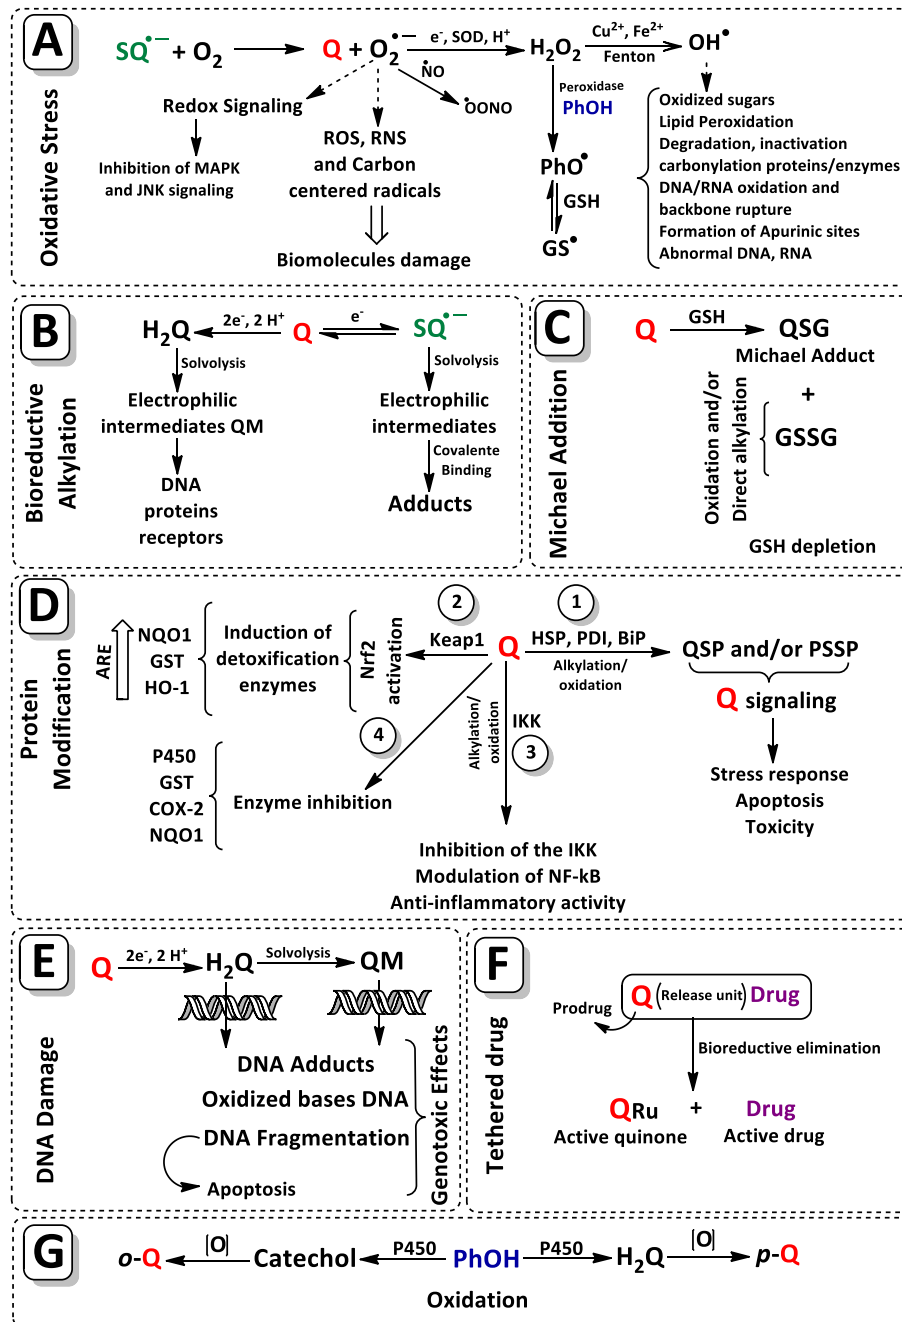 A
Oxidative Stress
SQ•− + O2
Q + O2•−
e-, SOD, H+
H2O2
Cu2+, Fe2+
Fenton
OH•
•NO
•OONO
Redox Signaling
Inhibition of MAPK
and JNK signaling
ROS, RNS
and Carbon
centered radicals
Biomolecules damage
Peroxidase
PhOH
PhO•
GSH
GS•
Oxidized sugars
Lipid Peroxidation
Degradation, inactivation
carbonylation proteins/enzymes
DNA/RNA oxidation and
backbone rupture
Formation of Apurinic sites
Abnormal DNA, RNA
B
Bioreductive
Alkylation
H2Q
2e-, 2 H+
Q
e-
SQ•−
Solvolysis
Electrophilic
intermediates QM
DNA
proteins
receptors
Solvolysis
Electrophilic
intermediates
Covalente
Binding
Adducts
C
Michael Addition
Q
GSH
QSG
Michael Adduct
+
Oxidation and/or
Direct alkylation
GSSG
GSH depletion
D
Protein
Modification
ARE
NQO1
GST
HO-1
Induction of
detoxification
enzymes
Nrf2
activation
2
Keap1
Q
1
HSP, PDI, BiP
Alkylation/
oxidation
QSP and/or PSSP
Q signaling
Stress response
Apoptosis
Toxicity
4
P450
GST
COX-2
NQO1
Enzyme inhibition
Alkylation/
oxidation
IKK
3
Inhibition of the IKK
Modulation of NF-kB
Anti-inflammatory activity
E
DNA Damage
Q
2e-, 2 H+
H2Q
Solvolysis
QM
DNA Adducts
Oxidized bases DNA
DNA Fragmentation
Apoptosis
Genotoxic Effects
F
Tethered drug
Q (Release unit) Drug
Prodrug
Bioreductive elimination
QRu + Drug
Active quinone Active drug
G
o-Q
[O]
Catechol
P450
PhOH
P450
H2Q
[O]
p-Q
Oxidation